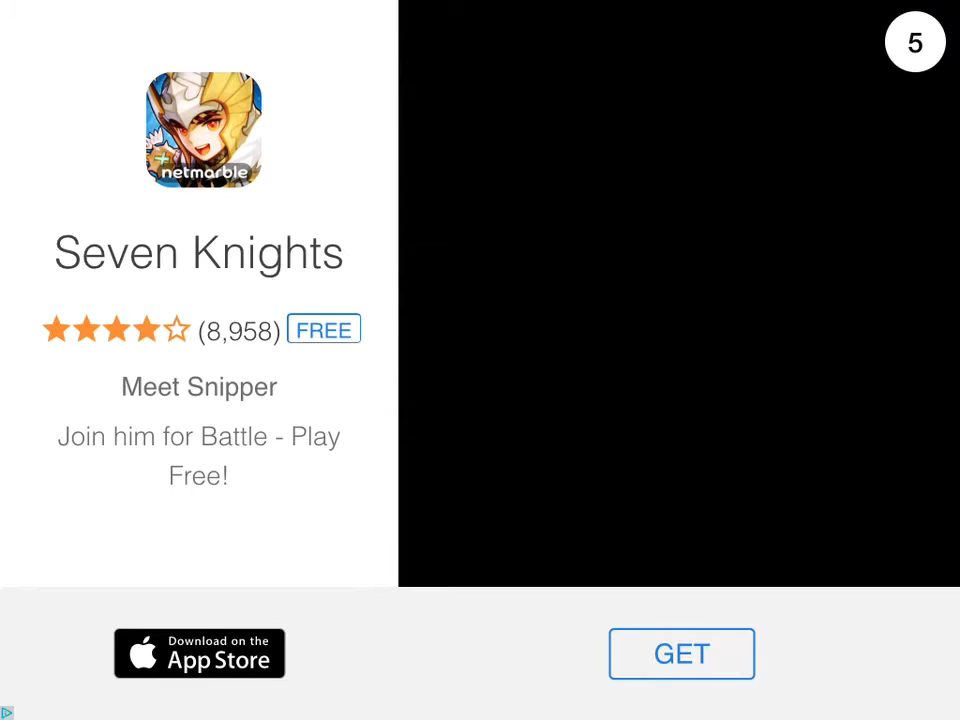 5
netmarble
Seven Knights
(8,958) FREE
Meet Snipper
Join him for Battle - Play
Free!
Download on the
App Store
GET